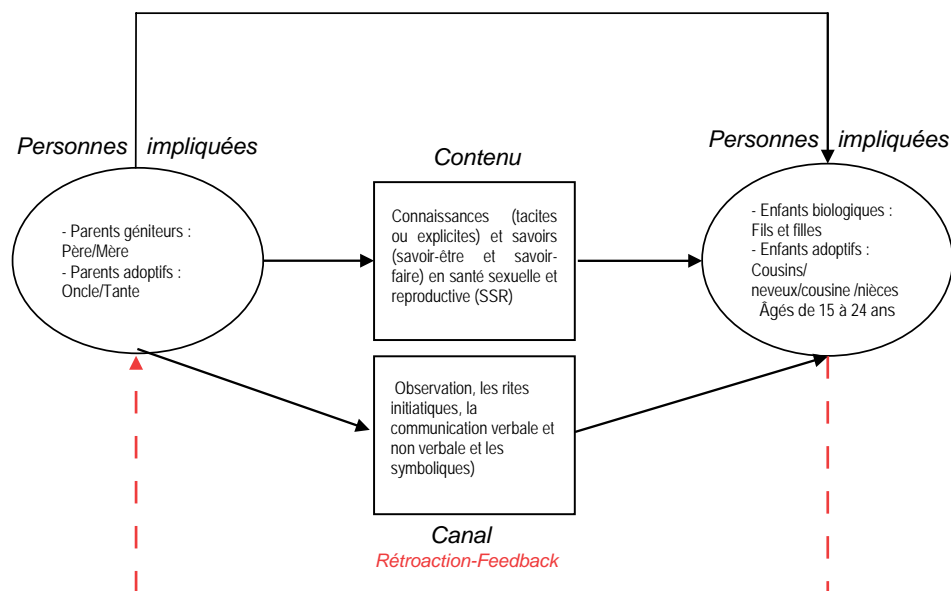 Personnes impliquées
- Parents géniteurs :
Père/Mère
- Parents adoptifs :
Oncle/Tante
Contenu
Connaissances (tacites
ou explicites) et savoirs
(savoir-être et savoir-
faire) en santé sexuelle et
reproductive (SSR)
Observation, les rites
initiatiques, la
communication verbale et
non verbale et les
symboliques)
Canal
Rétroaction-Feedback
Personnes impliquées
- Enfants biologiques :
Fils et filles
- Enfants adoptifs :
Cousins/
neveux/cousine /nièces
Âgés de 15 à 24 ans